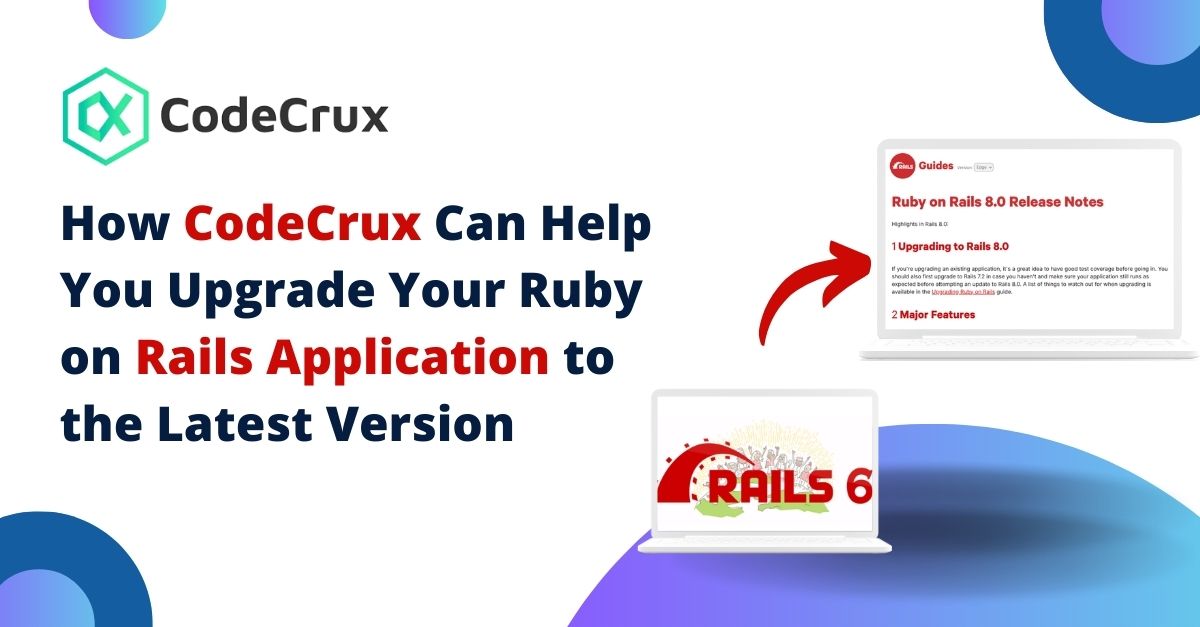 CodeCrux
How CodeCrux Can Help
You Upgrade Your Ruby
on Rails Application to
the Latest Version
RAILS Guides Version: Edge
Ruby on Rails 8.0 Release Notes
Highlights in Rails 8.0:
1 Upgrading to Rails 8.0
If you're upgrading an existing application, it's a great idea to have good test coverage before going in. You
should also first upgrade to Rails 7.2 in case you haven't and make sure your application still runs as
expected before attempting an update to Rails 8.0. A list of things to watch out for when upgrading is
available in the Upgrading Ruby on Rails guide.
2 Major Features
RAILS 6